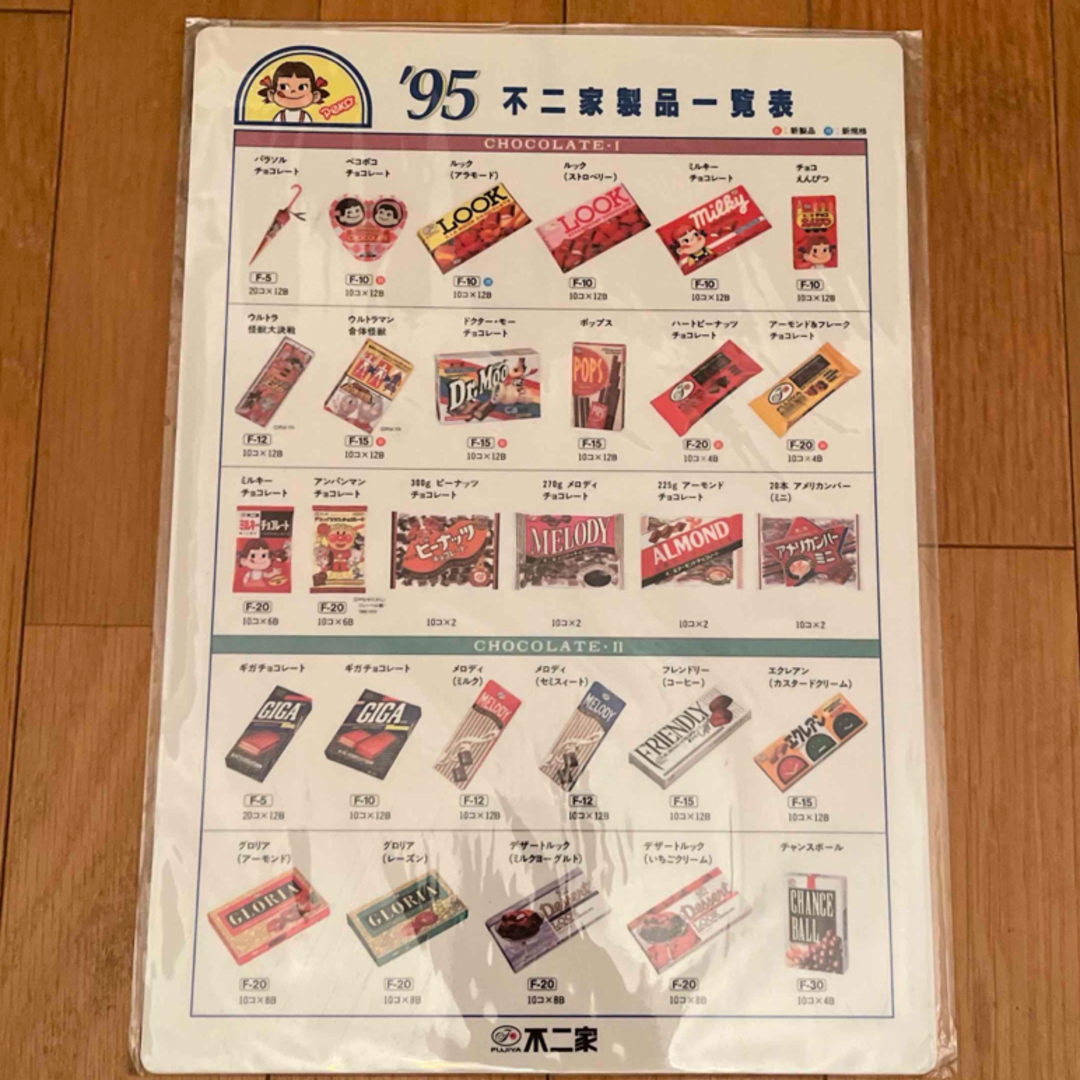 Peko
'95 不二家製品一覧表
新製品 新規格
CHOCOLATE・I
パラソル
チョコレート
F-5
20コ×12B
ペコポコ
チョコレート
F-10
10コ×12B
ルック
(アラモード)
LOOK
F-10
10コ×12B
ルック
(ストロベリー)
LOOK
F-10
10コ×12B
ミルキー
チョコレート
Milky
F-10
10コ×12B
チョコ
えんぴつ
F-10
10コ×12B
ウルトラ
怪獣大決戦
F-12
10コ×12B
ウルトラマン
合体怪獣
F-15
10コ×12B
ドクター・モー
チョコレート
Dr.Moo
Ca
F-15
10コ×12B
ポップス
POPS
F-15
10コ×12B
ハートピーナッツ
チョコレート
F-20
10コ×4B
アーモンド&フレーク
チョコレート
F-20
10コ×4B
ミルキー
チョコレート
ミルキーチョコレート
F-20
10コ×6B
アンパンマン
チョコレート
F-20
10コ×6B
300g ピーナッツ
チョコレート
ピーナッツ
チョコレート
10コ×2
270g メロディ
チョコレート
MELODY
10コ×2
225g アーモンド
チョコレート
ALMOND
10コ×2
20本 アメリカンバー
(ミニ)
アメリカンバー
ミニ
10コ×2
CHOCOLATE・II
ギガチョコレート
GIGA
F-5
20コ×12B
ギガチョコレート
GIGA
F-10
10コ×12B
メロディ
(ミルク)
MELODY
F-12
10コ×12B
メロディ
(セミスィート)
MELODY
F-12
10コ×12B
フレンドリー
(コーヒー)
FRIENDLY
F-15
10コ×12B
エクレアン
(カスタードクリーム)
エクレアン
F-15
10コ×12B
グロリア
(アーモンド)
GLORIA
F-20
10コ×8B
グロリア
(レーズン)
GLORIA
F-20
10コ×8B
デザートルック
(ミルクヨーグルト)
Dessert
LOOK
F-20
10コ×8B
デザートルック
(いちごクリーム)
Dessert
LOOK
F-20
10コ×8B
チャンスボール
CHANCE
BALL
F-30
10コ×4B
FUJIYA 不二家